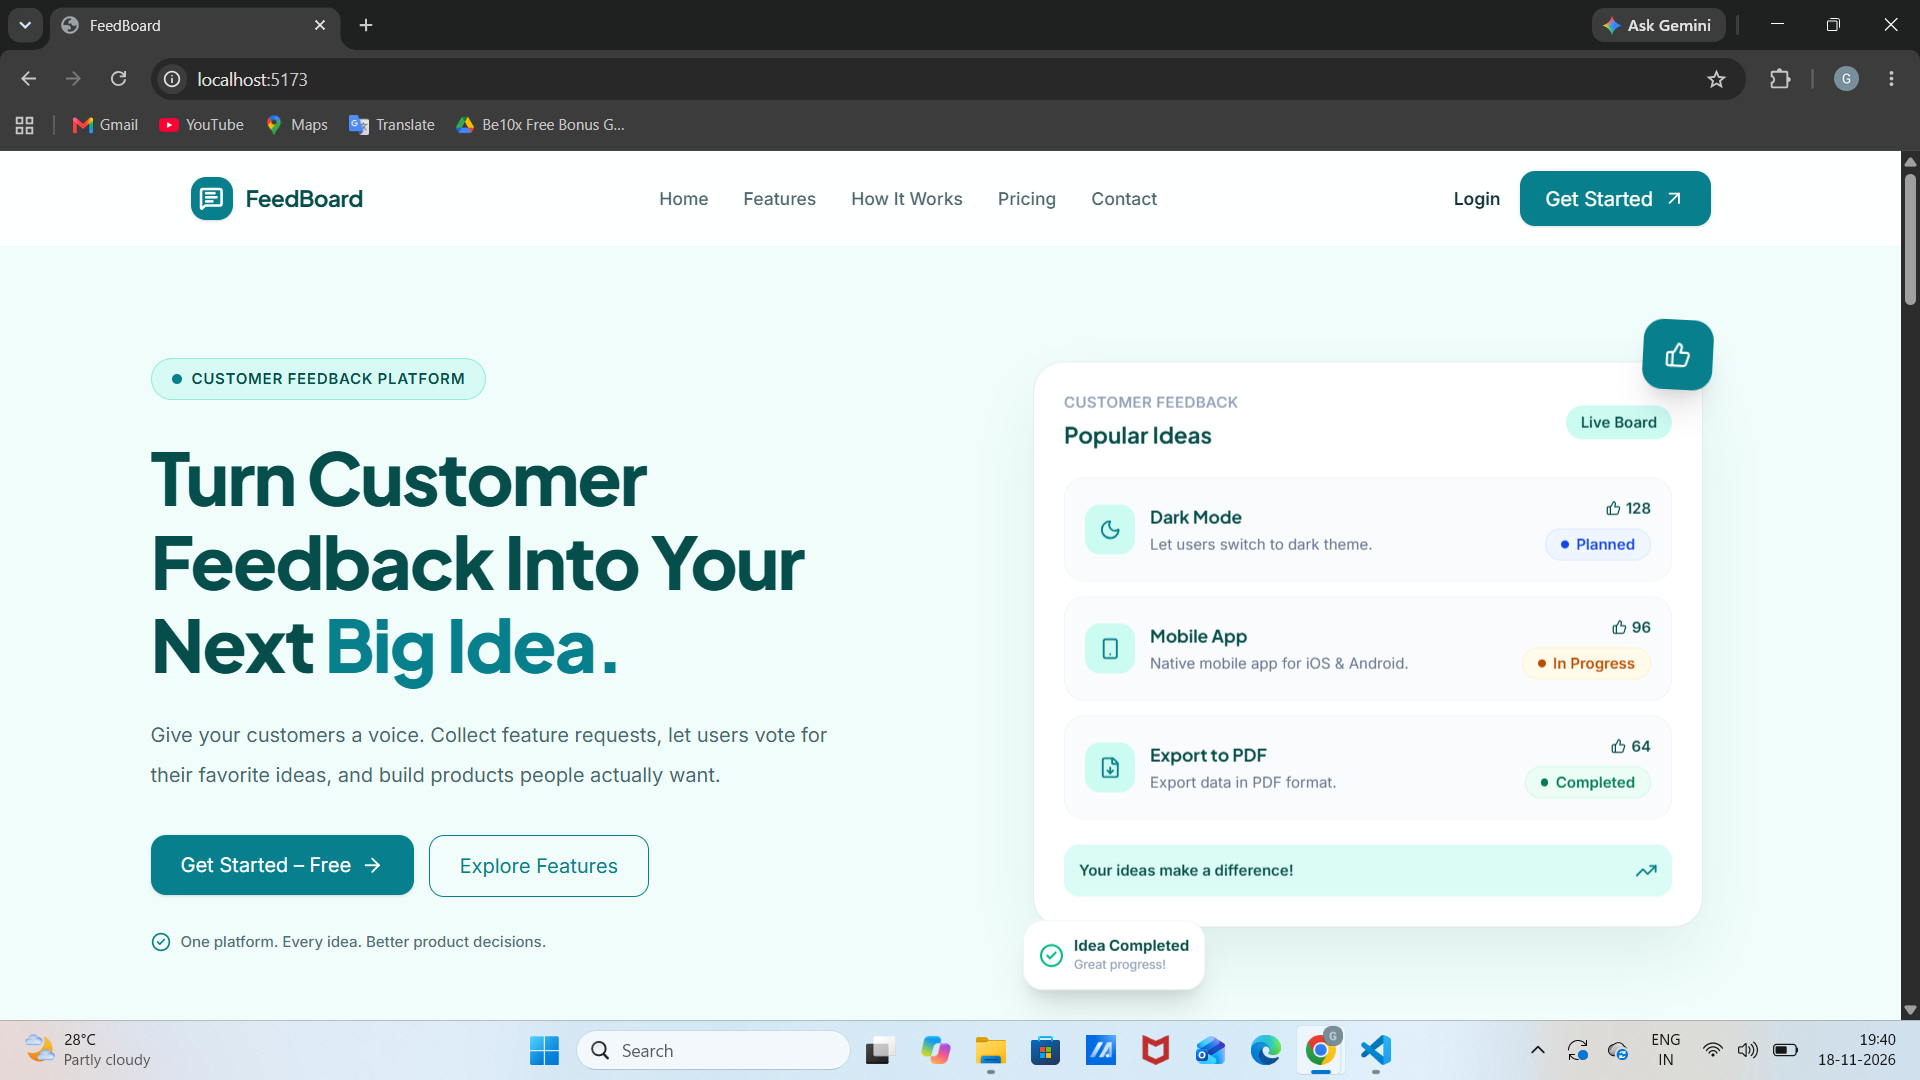 FeedBoard
Ask Gemini
localhost:5173
G
Gmail
YouTube
Maps
Translate
Be10x Free Bonus G...
FeedBoard
Home
Features
How It Works
Pricing
Contact
Login
Get Started
CUSTOMER FEEDBACK PLATFORM
Turn Customer
Feedback Into Your
Next Big Idea.
Give your customers a voice. Collect feature requests, let users vote for
their favorite ideas, and build products people actually want.
Get Started – Free
Explore Features
One platform. Every idea. Better product decisions.
CUSTOMER FEEDBACK
Popular Ideas
Live Board
Dark Mode
Let users switch to dark theme.
128
Planned
Mobile App
Native mobile app for iOS & Android.
96
In Progress
Export to PDF
Export data in PDF format.
64
Completed
Your ideas make a difference!
Idea Completed
Great progress!
28°C
Partly cloudy
Search
G
ENG
IN
19:40
18-11-2026